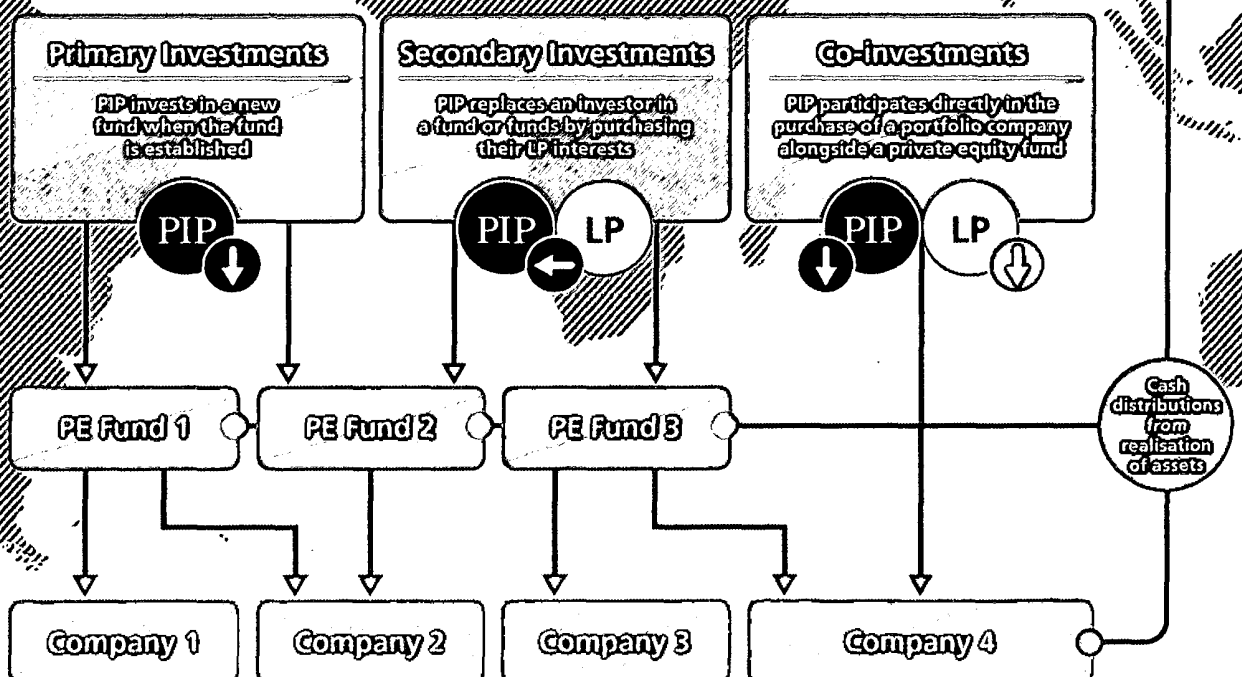 Primary Investments
PIP invests in a new
fund when the fund
is established
PIP
Secondary Investments
PIP replaces an investor in
a fund or funds by purchasing
their LP interests
PIP
LP
Co-investments
PIP participates directly in the
purchase of a portfolio company
alongside a private equity fund
PIP
LP
PE Fund 1
PE Fund 2
PE Fund 3
Cash
distributions
from
realisation
of assets
Company 1
Company 2
Company 3
Company 4